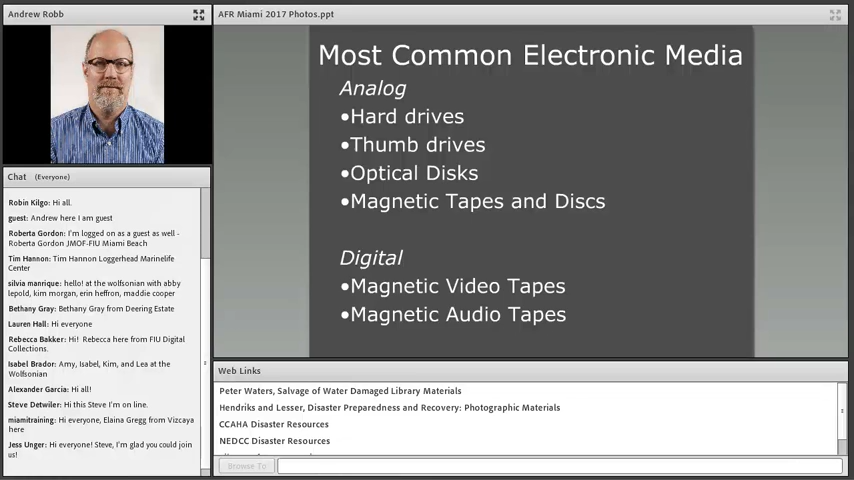 Andrew Robb
AFR Miami 2017 Photos.ppt
Most Common Electronic Media
Analog
•Hard drives
•Thumb drives
•Optical Disks
•Magnetic Tapes and Discs
Digital
•Magnetic Video Tapes
•Magnetic Audio Tapes
Chat (Everyone)
Robin Kilgo: Hi all.
guest: Andrew here I am guest
Roberta Gordon: I'm logged on as a guest as well -
Roberta Gordon JMOF-FIU Miami Beach
Tim Hannon: Tim Hannon Loggerhead Marinelife
Center
silvia manrique: hello! at the wolfsonian with abby
lepold, kim morgan, erin heffron, maddie cooper
Bethany Gray: Bethany Gray from Deering Estate
Lauren Hall: Hi everyone
Rebecca Bakker: Hi! Rebecca here from FIU Digital
Collections.
Isabel Brador: Amy, Isabel, Kim, and Lea at the
Wolfsonian
Alexander Garcia: Hi all!
Steve Detwiler: Hi this Steve I'm on line.
miamitraining: Hi everyone, Elaina Gregg from Vizcaya
here
Jess Unger: Hi everyone! Steve, I'm glad you could join
us!
Web Links
Peter Waters, Salvage of Water Damaged Library Materials
Hendriks and Lesser, Disaster Preparedness and Recovery: Photographic Materials
CCAHA Disaster Resources
NEDCC Disaster Resources
Browse To